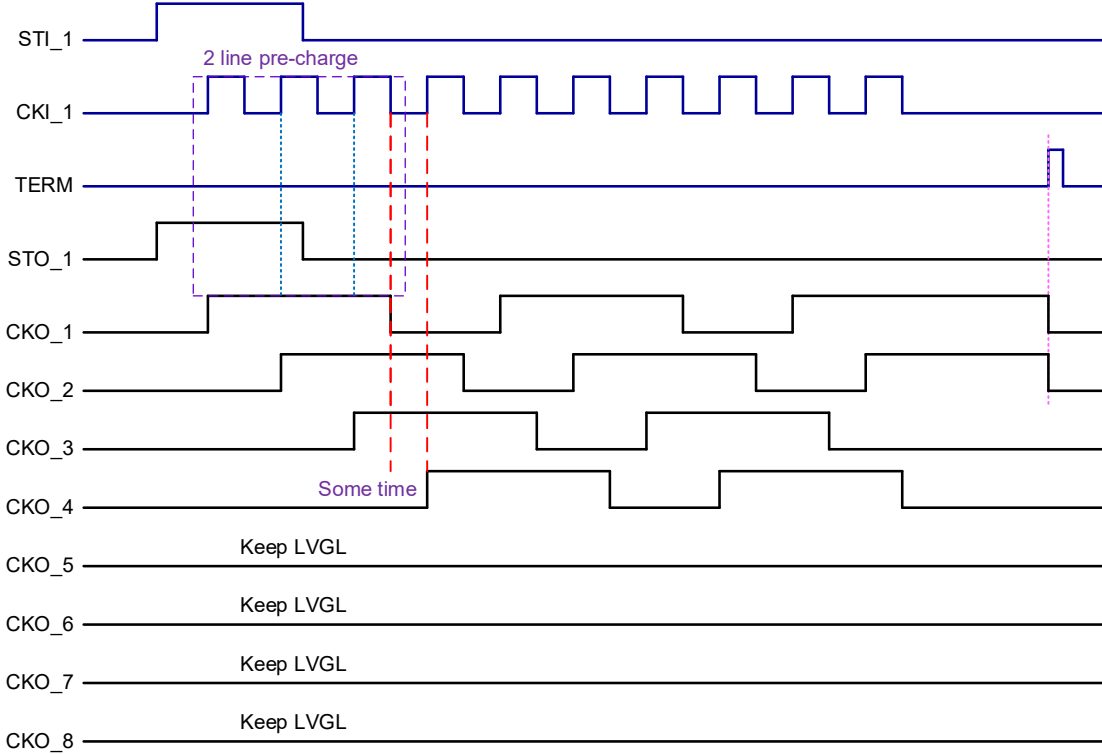 STI_1
2 line pre-charge
CKI_1
TERM
STO_1
CKO_1
CKO_2
CKO_3
Some time
CKO_4
Keep LVGL
CKO_5
Keep LVGL
CKO_6
Keep LVGL
CKO_7
Keep LVGL
CKO_8